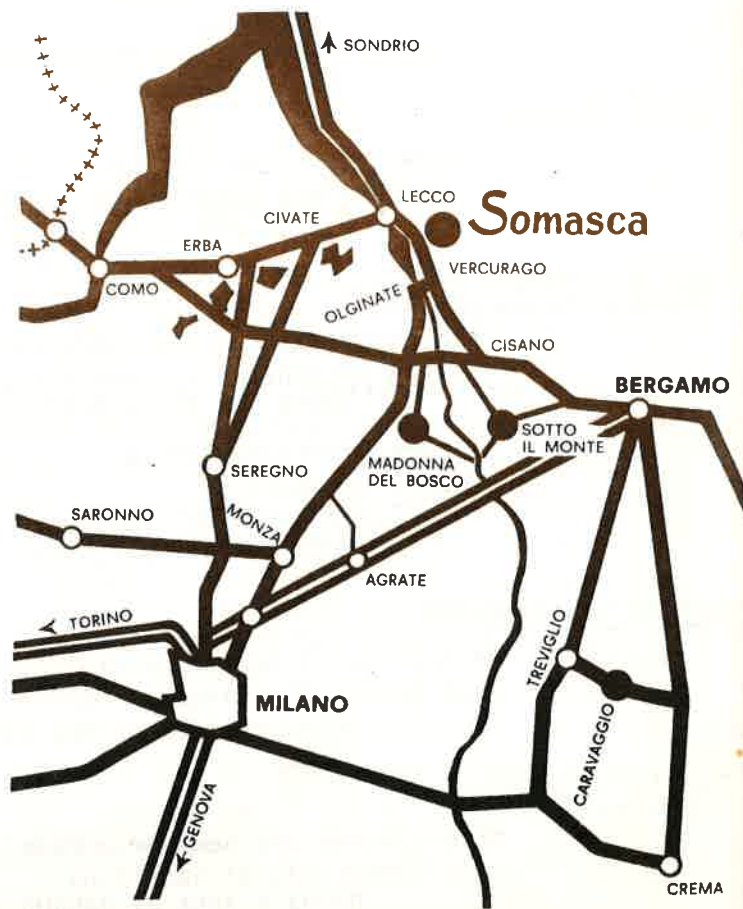 SONDRIO
LECCO
Somasca
CIVATE
ERBA
VERCURAGO
COMO
OLGINATE
CISANO
BERGAMO
SOTTO
IL MONTE
MADONNA
DEL BOSCO
SEREGNO
SARONNO
MONZA
AGRATE
TORINO
TREVIGLIO
MILANO
CARAVAGGIO
GENOVA
CREMA